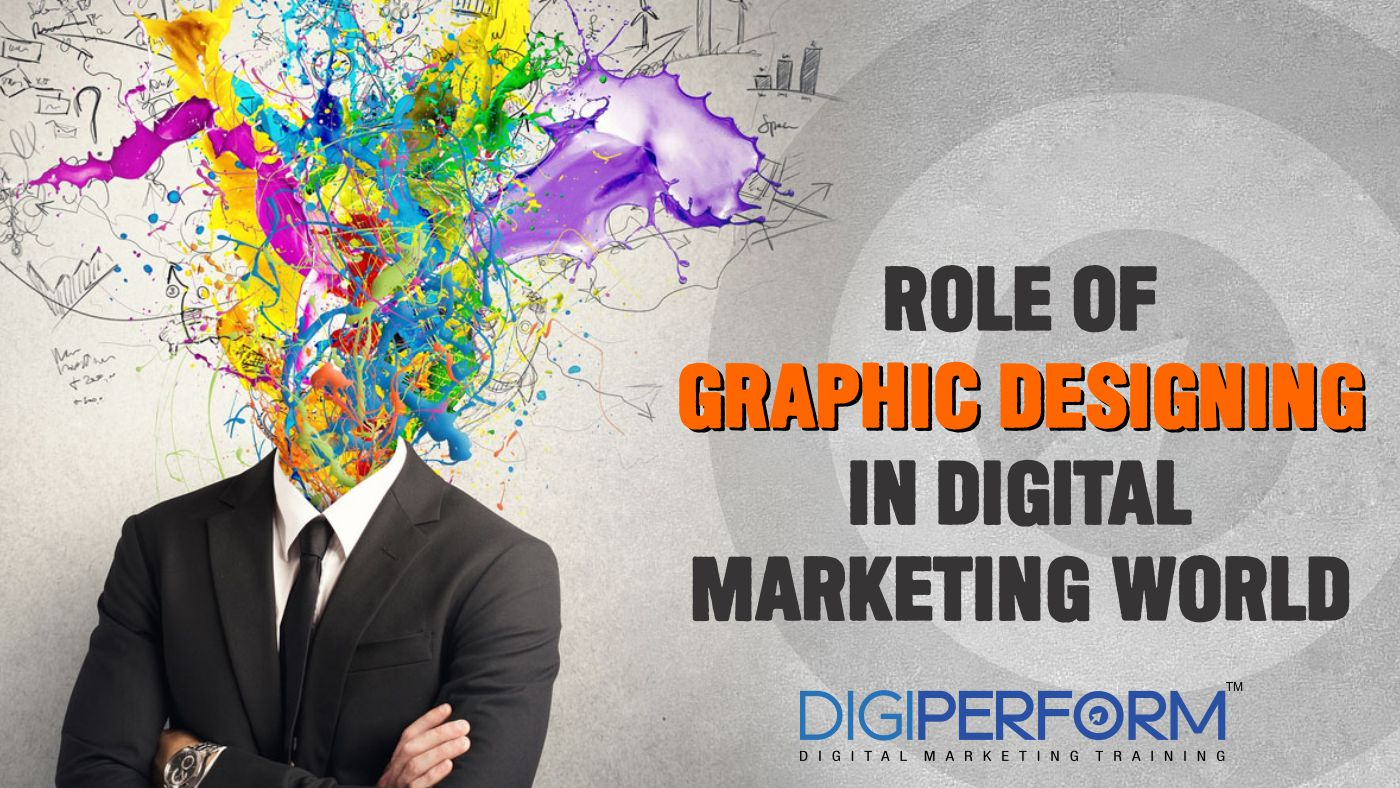 ROLE OF
GRAPHIC DESIGNING
IN DIGITAL
MARKETING WORLD
DIGIPERFORM™
DIGITAL MARKETING TRAINING